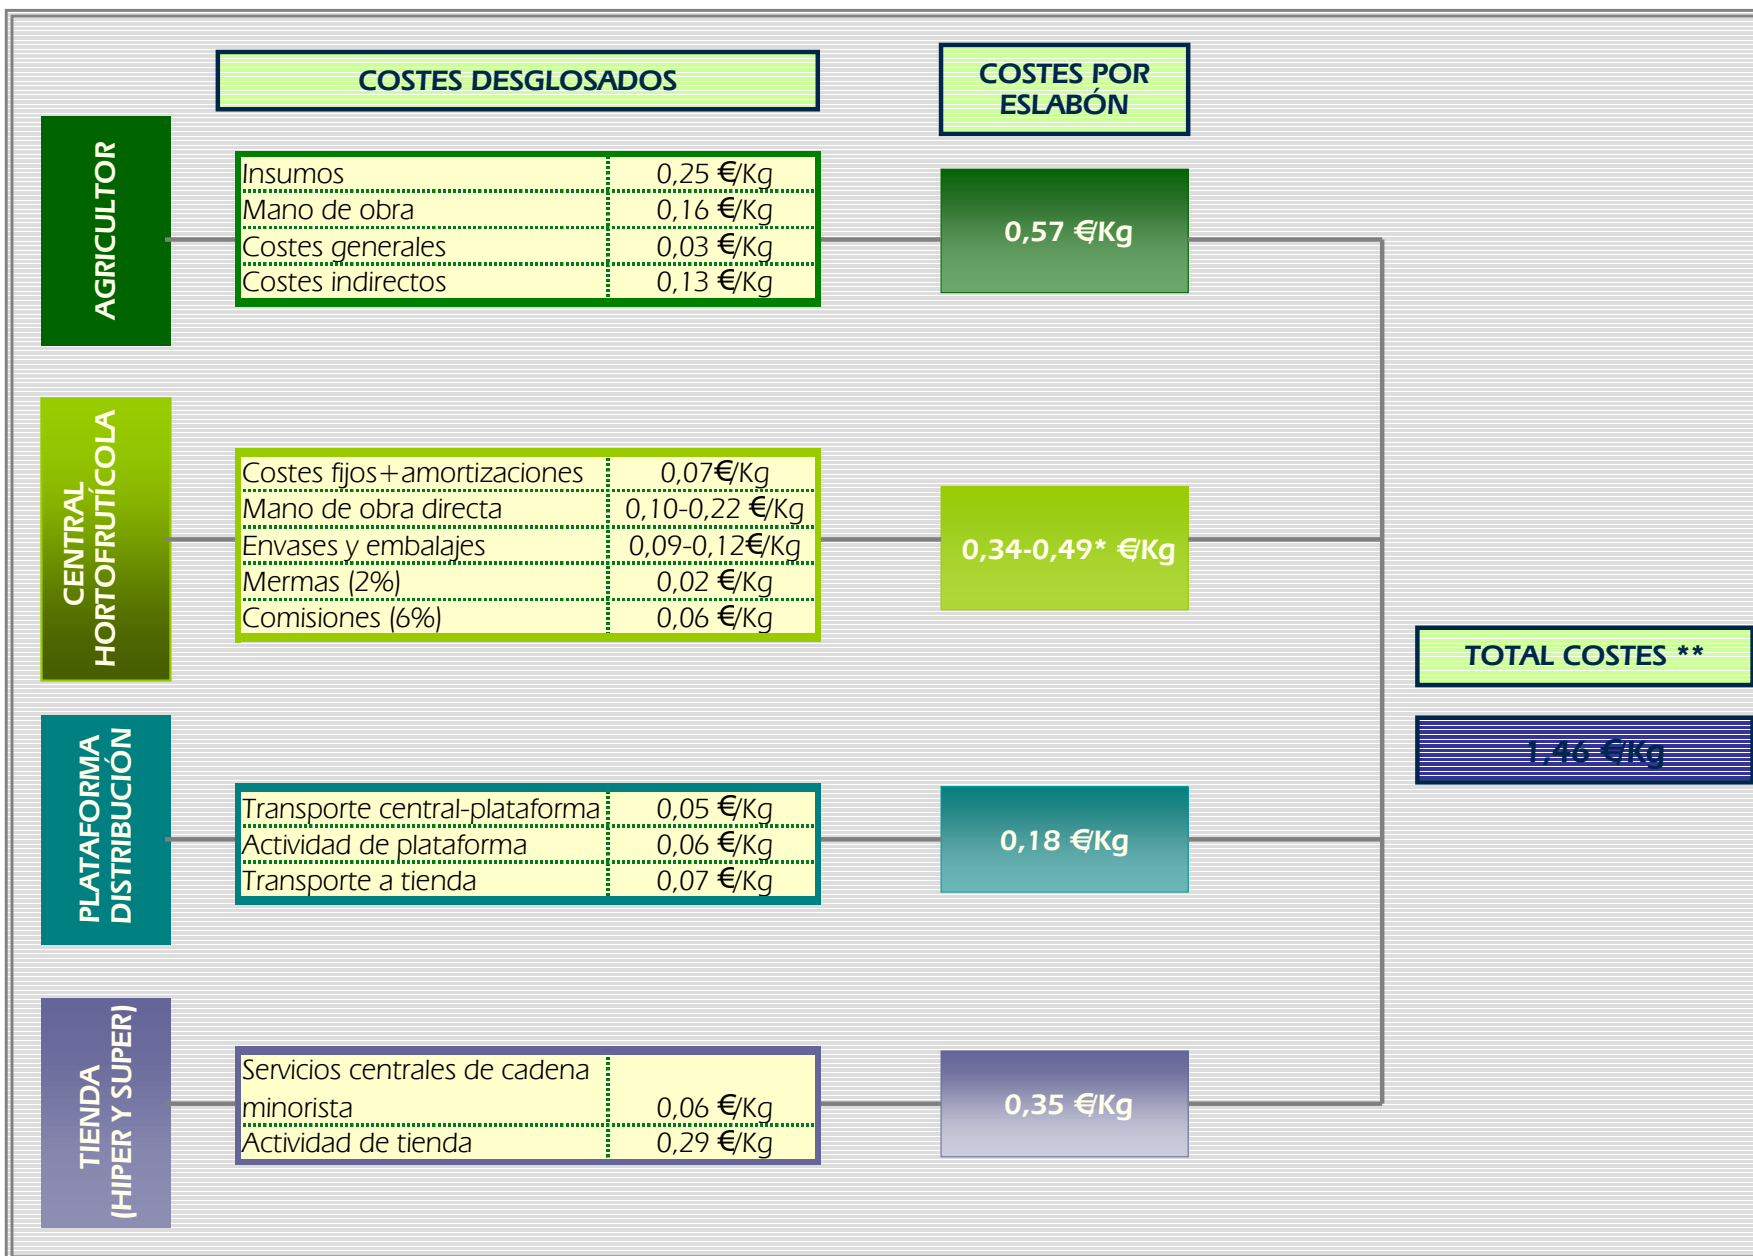 COSTES DESGLOSADOS
COSTES POR
ESLABÓN
AGRICULTOR
Insumos 0,25 €/Kg
Mano de obra 0,16 €/Kg
Costes generales 0,03 €/Kg
Costes indirectos 0,13 €/Kg
0,57 €/Kg
CENTRAL
HORTOFRUTÍCOLA
Costes fijos+amortizaciones 0,07€/Kg
Mano de obra directa 0,10-0,22 €/Kg
Envases y embalajes 0,09-0,12€/Kg
Mermas (2%) 0,02 €/Kg
Comisiones (6%) 0,06 €/Kg
0,34-0,49* €/Kg
TOTAL COSTES **
1,46 €/Kg
PLATAFORMA
DISTRIBUCIÓN
Transporte central-plataforma 0,05 €/Kg
Actividad de plataforma 0,06 €/Kg
Transporte a tienda 0,07 €/Kg
0,18 €/Kg
TIENDA
(HIPER Y SUPER)
Servicios centrales de cadena
minorista 0,06 €/Kg
Actividad de tienda 0,29 €/Kg
0,35 €/Kg